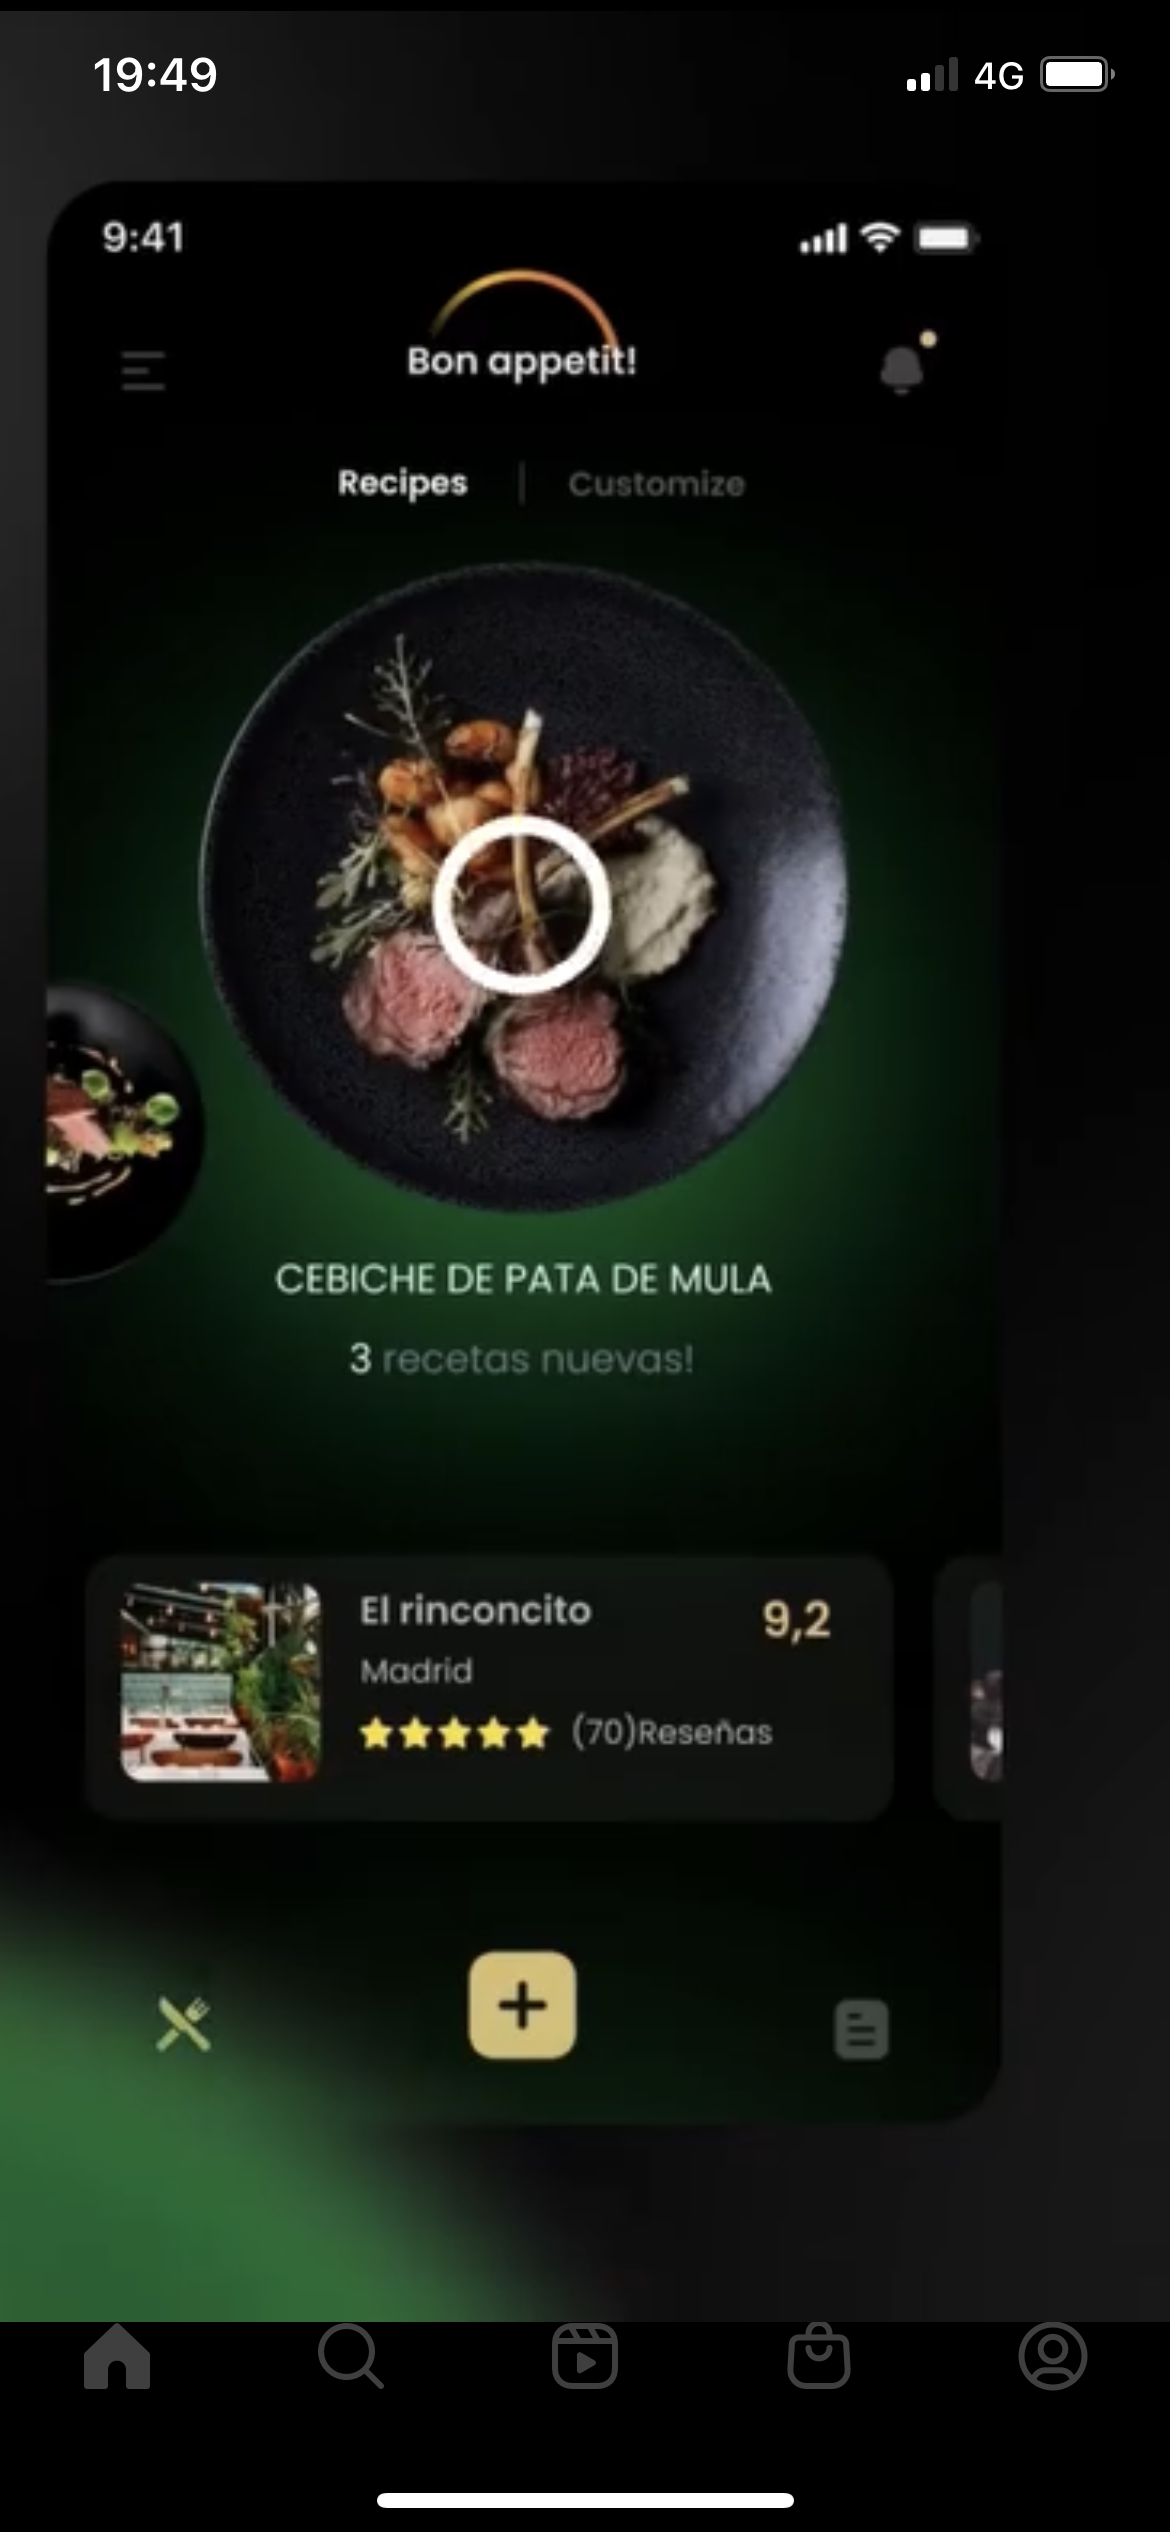 19:49
4G
9:41
Bon appetit!
Recipes | Customize
CEBICHE DE PATA DE MULA
3 recetas nuevas!
El rinconcito
9,2
Madrid
(70)Reseñas